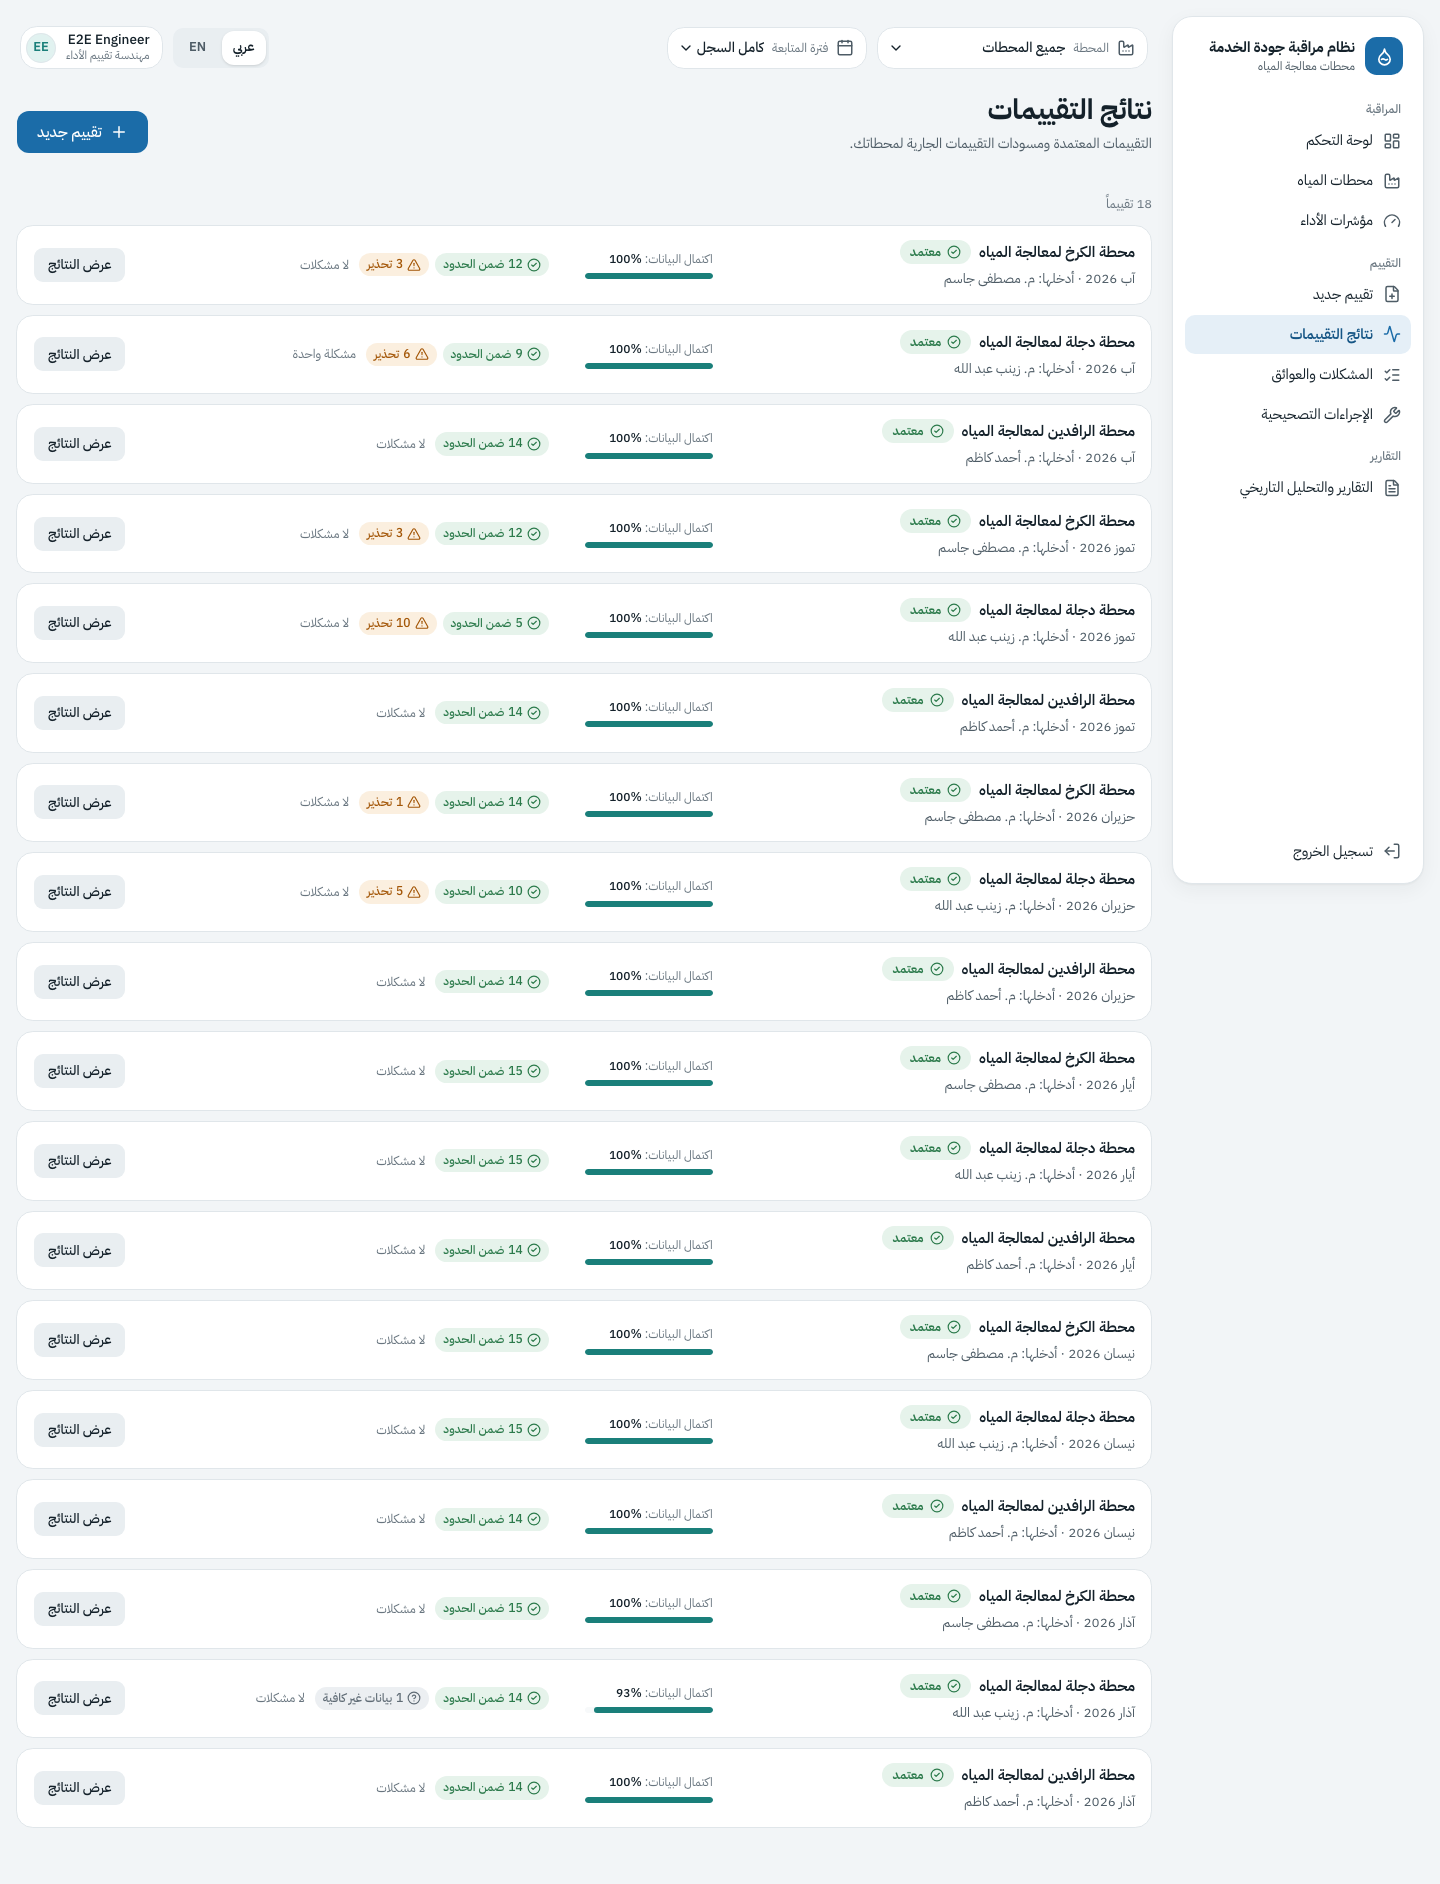 نظام مراقبة جودة الخدمة
محطات معالجة المياه
المراقبة
لوحة التحكم
محطات المياه
مؤشرات الأداء
التقييم
تقييم جديد
نتائج التقييمات
المشكلات والعوائق
الإجراءات التصحيحية
التقارير
التقارير والتحليل التاريخي
تسجيل الخروج
المحطة جميع المحطات
فترة المتابعة كامل السجل
عربي EN
E2E Engineer
مهندسة تقييم الأداء
EE
نتائج التقييمات
التقييمات المعتمدة ومسودات التقييمات الجارية لمحطاتك.
تقييم جديد
18 تقييماً
محطة الكرخ لمعالجة المياه معتمد
آب 2026 · أدخلها: م. مصطفى جاسم
اكتمال البيانات: 100%
12 ضمن الحدود 3 تحذير لا مشكلات
عرض النتائج
محطة دجلة لمعالجة المياه معتمد
آب 2026 · أدخلها: م. زينب عبد الله
اكتمال البيانات: 100%
9 ضمن الحدود 6 تحذير مشكلة واحدة
عرض النتائج
محطة الرافدين لمعالجة المياه معتمد
آب 2026 · أدخلها: م. أحمد كاظم
اكتمال البيانات: 100%
14 ضمن الحدود لا مشكلات
عرض النتائج
محطة الكرخ لمعالجة المياه معتمد
تموز 2026 · أدخلها: م. مصطفى جاسم
اكتمال البيانات: 100%
12 ضمن الحدود 3 تحذير لا مشكلات
عرض النتائج
محطة دجلة لمعالجة المياه معتمد
تموز 2026 · أدخلها: م. زينب عبد الله
اكتمال البيانات: 100%
5 ضمن الحدود 10 تحذير لا مشكلات
عرض النتائج
محطة الرافدين لمعالجة المياه معتمد
تموز 2026 · أدخلها: م. أحمد كاظم
اكتمال البيانات: 100%
14 ضمن الحدود لا مشكلات
عرض النتائج
محطة الكرخ لمعالجة المياه معتمد
حزيران 2026 · أدخلها: م. مصطفى جاسم
اكتمال البيانات: 100%
14 ضمن الحدود 1 تحذير لا مشكلات
عرض النتائج
محطة دجلة لمعالجة المياه معتمد
حزيران 2026 · أدخلها: م. زينب عبد الله
اكتمال البيانات: 100%
10 ضمن الحدود 5 تحذير لا مشكلات
عرض النتائج
محطة الرافدين لمعالجة المياه معتمد
حزيران 2026 · أدخلها: م. أحمد كاظم
اكتمال البيانات: 100%
14 ضمن الحدود لا مشكلات
عرض النتائج
محطة الكرخ لمعالجة المياه معتمد
أيار 2026 · أدخلها: م. مصطفى جاسم
اكتمال البيانات: 100%
15 ضمن الحدود لا مشكلات
عرض النتائج
محطة دجلة لمعالجة المياه معتمد
أيار 2026 · أدخلها: م. زينب عبد الله
اكتمال البيانات: 100%
15 ضمن الحدود لا مشكلات
عرض النتائج
محطة الرافدين لمعالجة المياه معتمد
أيار 2026 · أدخلها: م. أحمد كاظم
اكتمال البيانات: 100%
14 ضمن الحدود لا مشكلات
عرض النتائج
محطة الكرخ لمعالجة المياه معتمد
نيسان 2026 · أدخلها: م. مصطفى جاسم
اكتمال البيانات: 100%
15 ضمن الحدود لا مشكلات
عرض النتائج
محطة دجلة لمعالجة المياه معتمد
نيسان 2026 · أدخلها: م. زينب عبد الله
اكتمال البيانات: 100%
15 ضمن الحدود لا مشكلات
عرض النتائج
محطة الرافدين لمعالجة المياه معتمد
نيسان 2026 · أدخلها: م. أحمد كاظم
اكتمال البيانات: 100%
14 ضمن الحدود لا مشكلات
عرض النتائج
محطة الكرخ لمعالجة المياه معتمد
آذار 2026 · أدخلها: م. مصطفى جاسم
اكتمال البيانات: 100%
15 ضمن الحدود لا مشكلات
عرض النتائج
محطة دجلة لمعالجة المياه معتمد
آذار 2026 · أدخلها: م. زينب عبد الله
اكتمال البيانات: 93%
14 ضمن الحدود 1 بيانات غير كافية لا مشكلات
عرض النتائج
محطة الرافدين لمعالجة المياه معتمد
آذار 2026 · أدخلها: م. أحمد كاظم
اكتمال البيانات: 100%
14 ضمن الحدود لا مشكلات
عرض النتائج